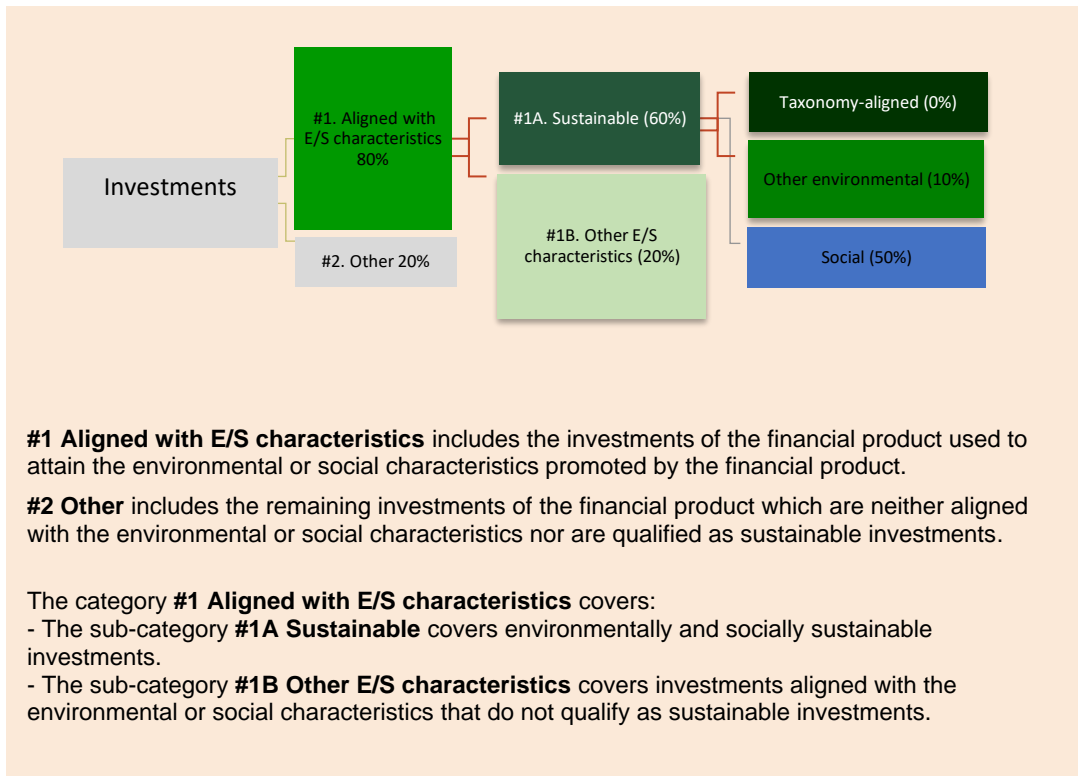 Investments
#1. Aligned with
E/S characteristics
80%
#2. Other 20%
#1A. Sustainable (60%)
#1B. Other E/S
characteristics (20%)
Taxonomy-aligned (0%)
Other environmental (10%)
Social (50%)
#1 Aligned with E/S characteristics includes the investments of the financial product used to
attain the environmental or social characteristics promoted by the financial product.
#2 Other includes the remaining investments of the financial product which are neither aligned
with the environmental or social characteristics nor are qualified as sustainable investments.
The category #1 Aligned with E/S characteristics covers:
- The sub-category #1A Sustainable covers environmentally and socially sustainable
investments.
- The sub-category #1B Other E/S characteristics covers investments aligned with the
environmental or social characteristics that do not qualify as sustainable investments.